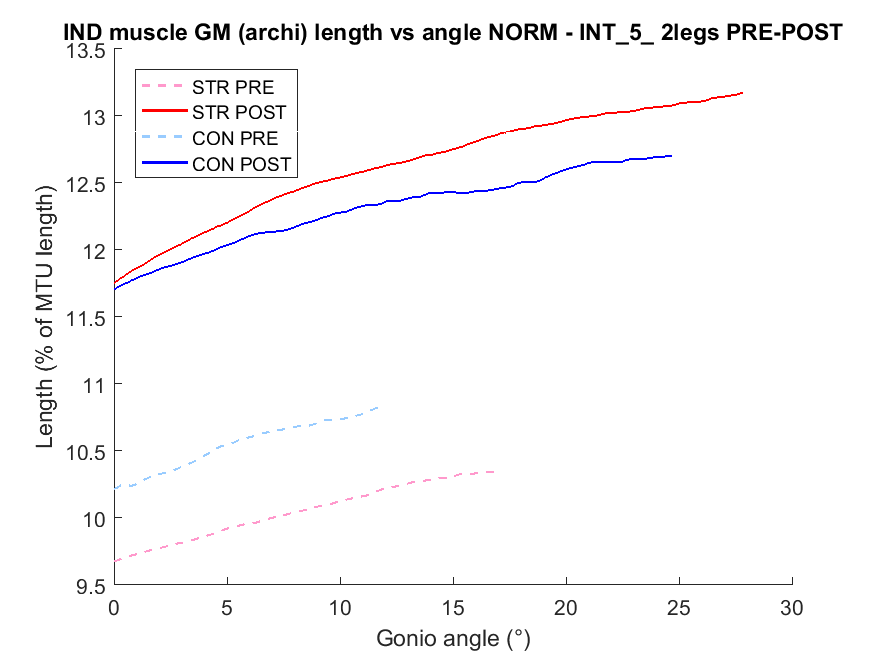 IND muscle GM (archi) length vs angle NORM - INT_5_ 2legs PRE-POST
13.5
13
12.5
12
11.5
11
10.5
10
9.5
Length (% of MTU length)
STR PRE
STR POST
CON PRE
CON POST
0 5 10 15 20 25 30
Gonio angle (°)